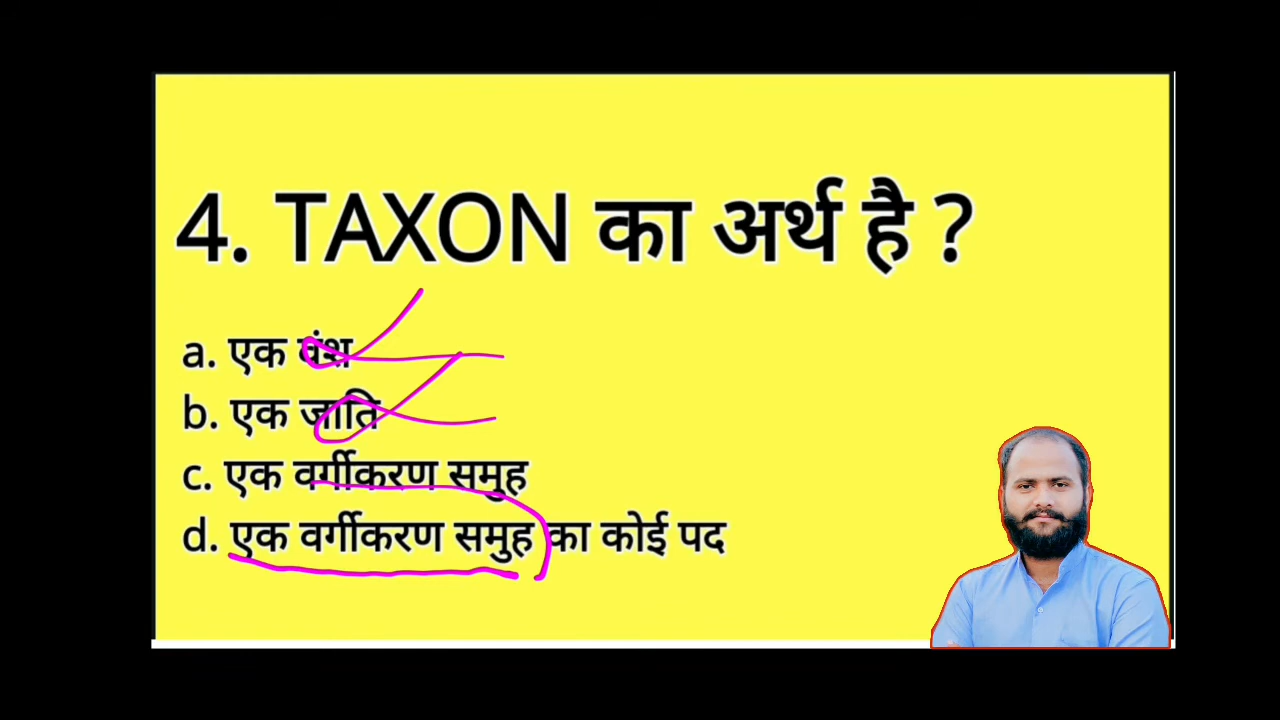 4. TAXON का अर्थ है ?
a. एक वंश
b. एक जाति
c. एक वर्गीकरण समुह
d. एक वर्गीकरण समुह का कोई पद